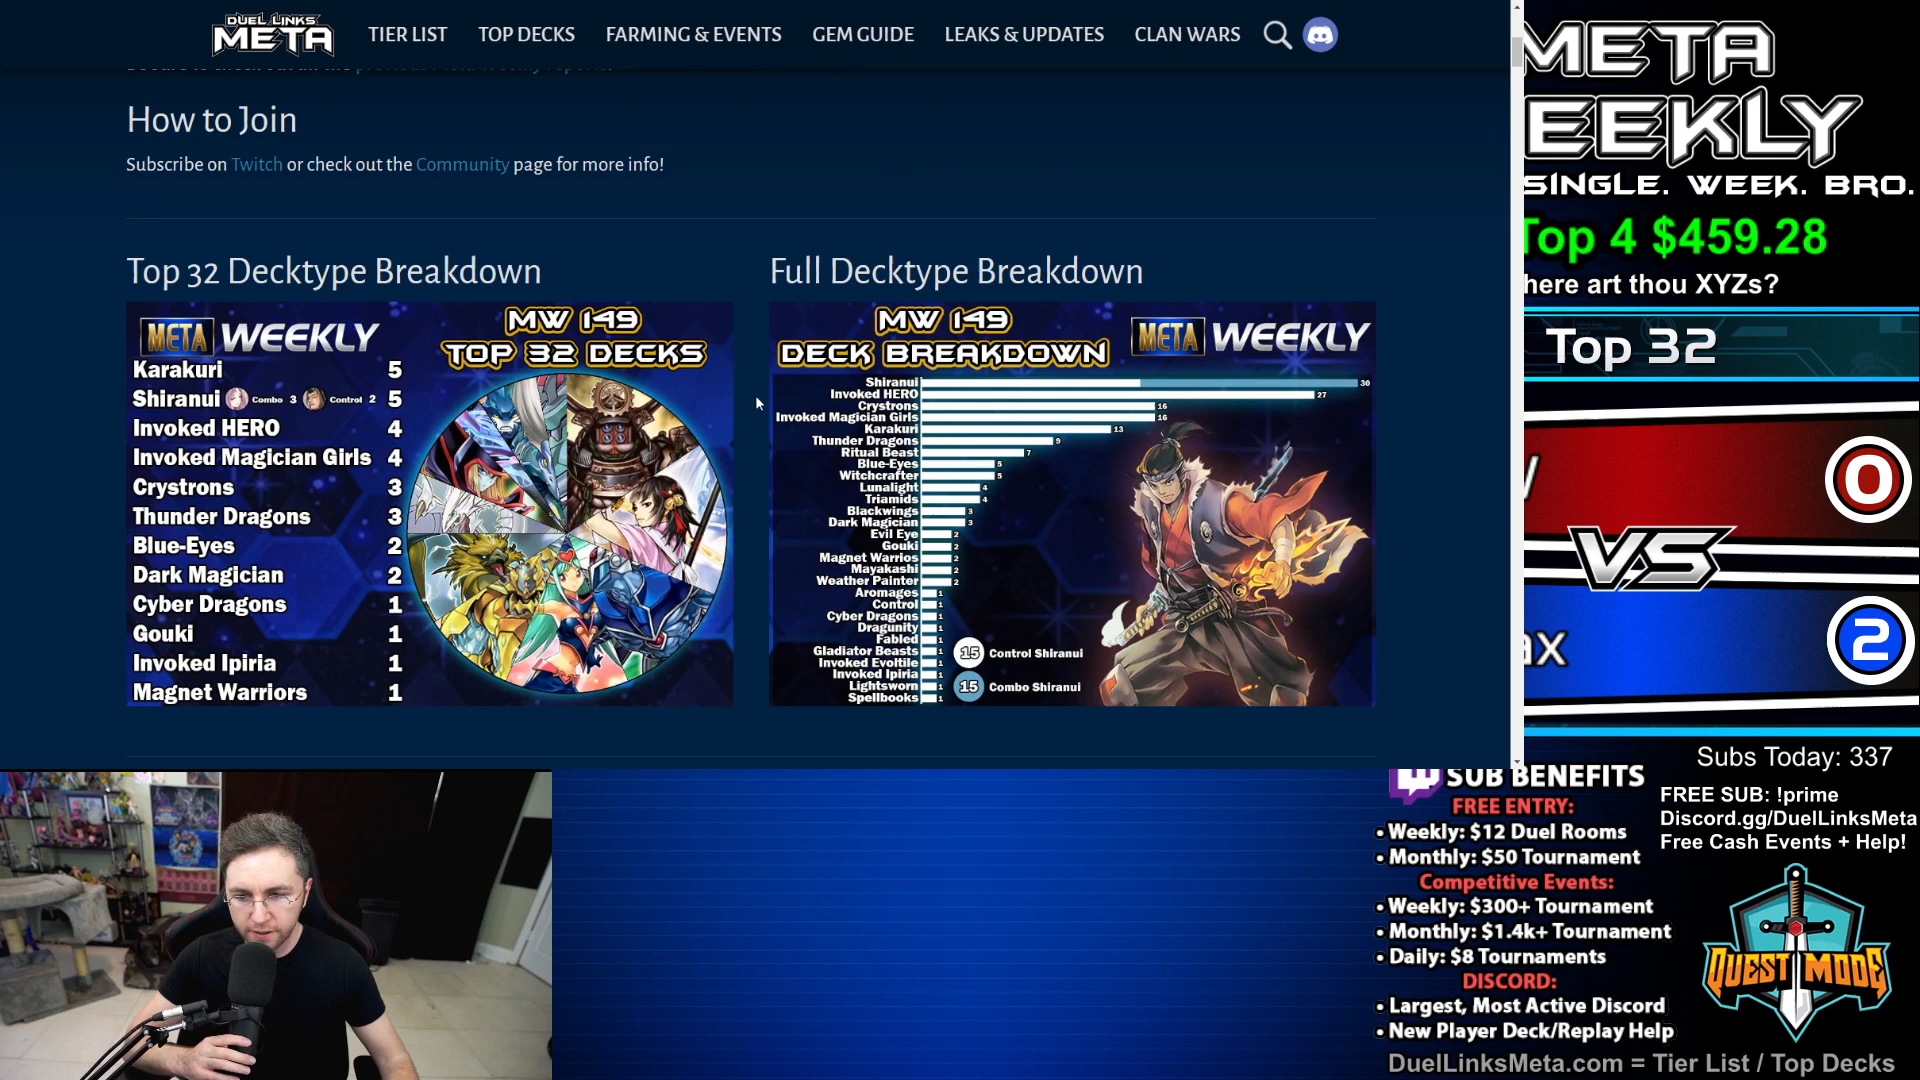 DUEL LINKS
META
TIER LIST
TOP DECKS
FARMING & EVENTS
GEM GUIDE
LEAKS & UPDATES
CLAN WARS
How to Join
Subscribe on Twitch or check out the Community page for more info!
Top 32 Decktype Breakdown
META WEEKLY
MW 149
TOP 32 DECKS
Karakuri 5
Shiranui Combo 3 Control 2 5
Invoked HERO 4
Invoked Magician Girls 4
Crystrons 3
Thunder Dragons 3
Blue-Eyes 2
Dark Magician 2
Cyber Dragons 1
Gouki 1
Invoked Ipiria 1
Magnet Warriors 1
Full Decktype Breakdown
MW 149
DECK BREAKDOWN
META WEEKLY
Shiranui 30
Invoked HERO 27
Crystrons 16
Invoked Magician Girls 16
Karakuri 13
Thunder Dragons 9
Ritual Beast 7
Blue-Eyes 5
Witchcrafter 5
Lunalight 4
Triamids 4
Blackwings 3
Dark Magician 3
Evil Eye 2
Gouki 2
Magnet Warrios 2
Mayakashi 2
Weather Painter 2
Aromages 1
Control 1
Cyber Dragons 1
Dragunity 1
Fabled 1
Gladiator Beasts 1
Invoked Evoltile 1
Invoked Ipiria 1
Lightsworn 1
Spellbooks 1
15 Control Shiranui
15 Combo Shiranui
META
EEKLY
SINGLE. WEEK. BRO.
Top 4 $459.28
here art thou XYZs?
Top 32
0
VS
ax
2
Subs Today: 337
SUB BENEFITS
FREE ENTRY:
• Weekly: $12 Duel Rooms
• Monthly: $50 Tournament
Competitive Events:
• Weekly: $300+ Tournament
• Monthly: $1.4k+ Tournament
• Daily: $8 Tournaments
DISCORD:
• Largest, Most Active Discord
• New Player Deck/Replay Help
FREE SUB: !prime
Discord.gg/DuelLinksMeta
Free Cash Events + Help!
QUEST MODE
DuelLinksMeta.com = Tier List / Top Decks